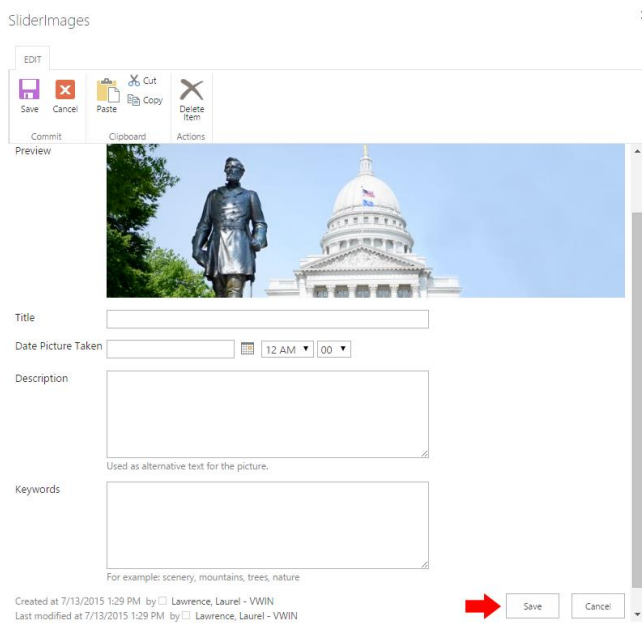 SliderImages
EDIT
Save
Cancel
Paste
Cut
Copy
Delete Item
Commit
Clipboard
Actions
Preview
Title
Date Picture Taken
12 AM
00
Description
Used as alternative text for the picture.
Keywords
For example: scenery, mountains, trees, nature
Created at 7/13/2015 1:29 PM by Lawrence, Laurel - VWIN
Last modified at 7/13/2015 1:29 PM by Lawrence, Laurel - VWIN
Save
Cancel